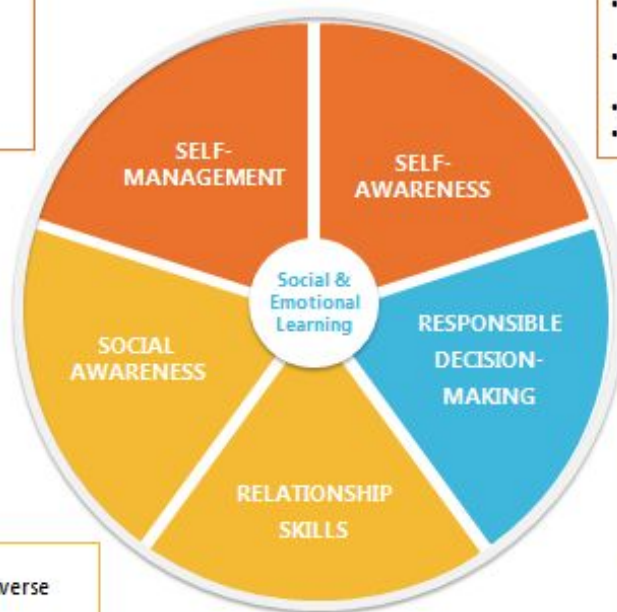 SELF-
MANAGEMENT
SELF-
AWARENESS
Social &
Emotional
Learning
RESPONSIBLE
DECISION-
MAKING
SOCIAL
AWARENESS
RELATIONSHIP
SKILLS
verse